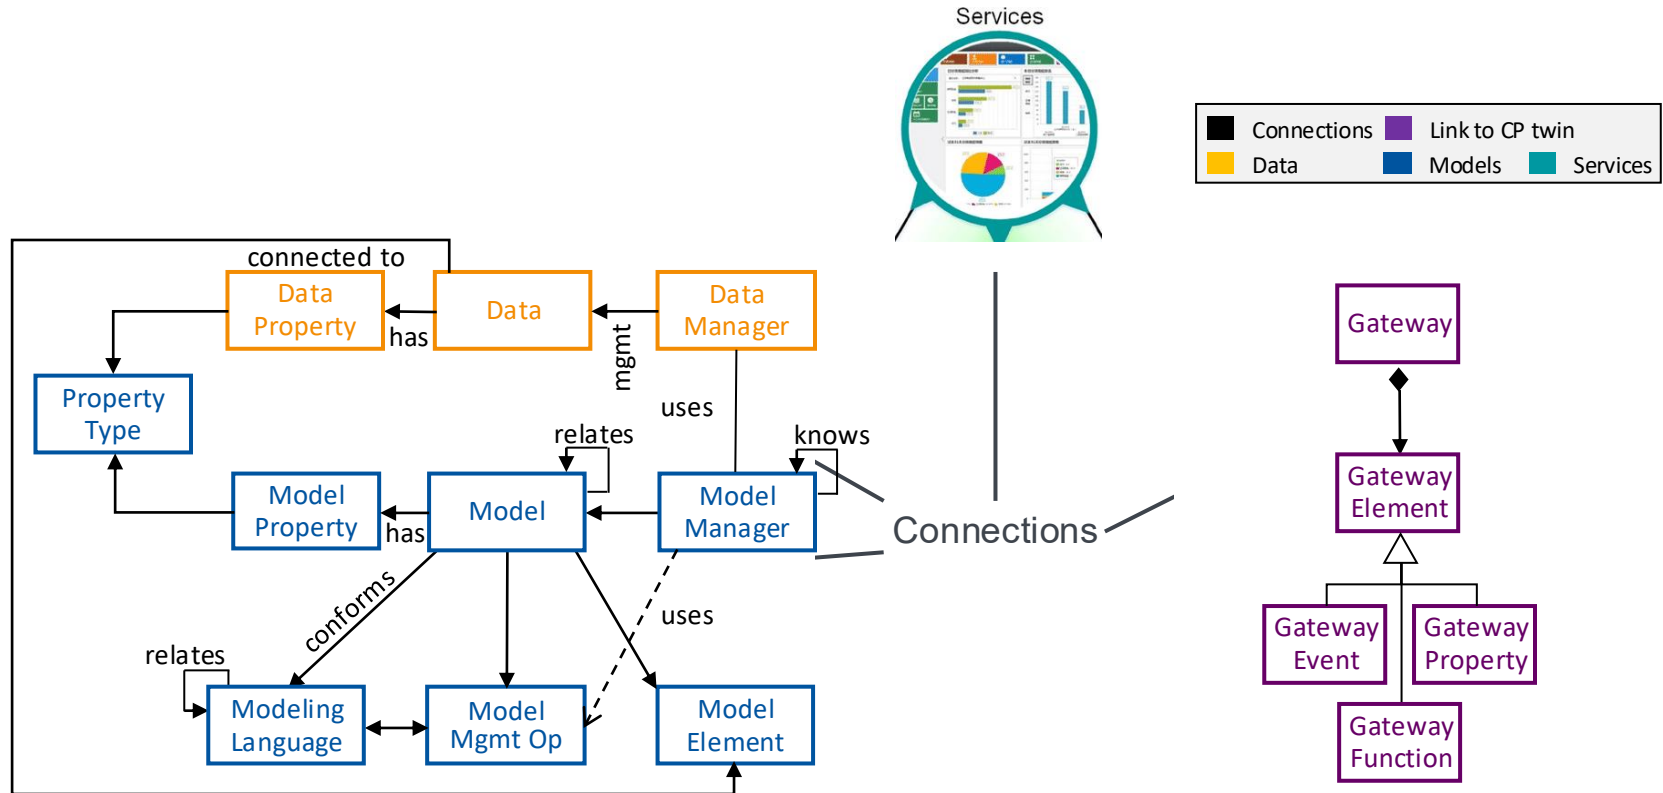 Services
Connections
Link to CP twin
Data
Models
Services
connected to
Data
Property
has
Data
mgmt
Data
Manager
Property
Type
uses
relates
knows
Model
Property
has
Model
Model
Manager
Connections
conforms
uses
relates
Modeling
Language
Model
Mgmt Op
Model
Element
Gateway
Gateway
Element
Gateway
Event
Gateway
Property
Gateway
Function